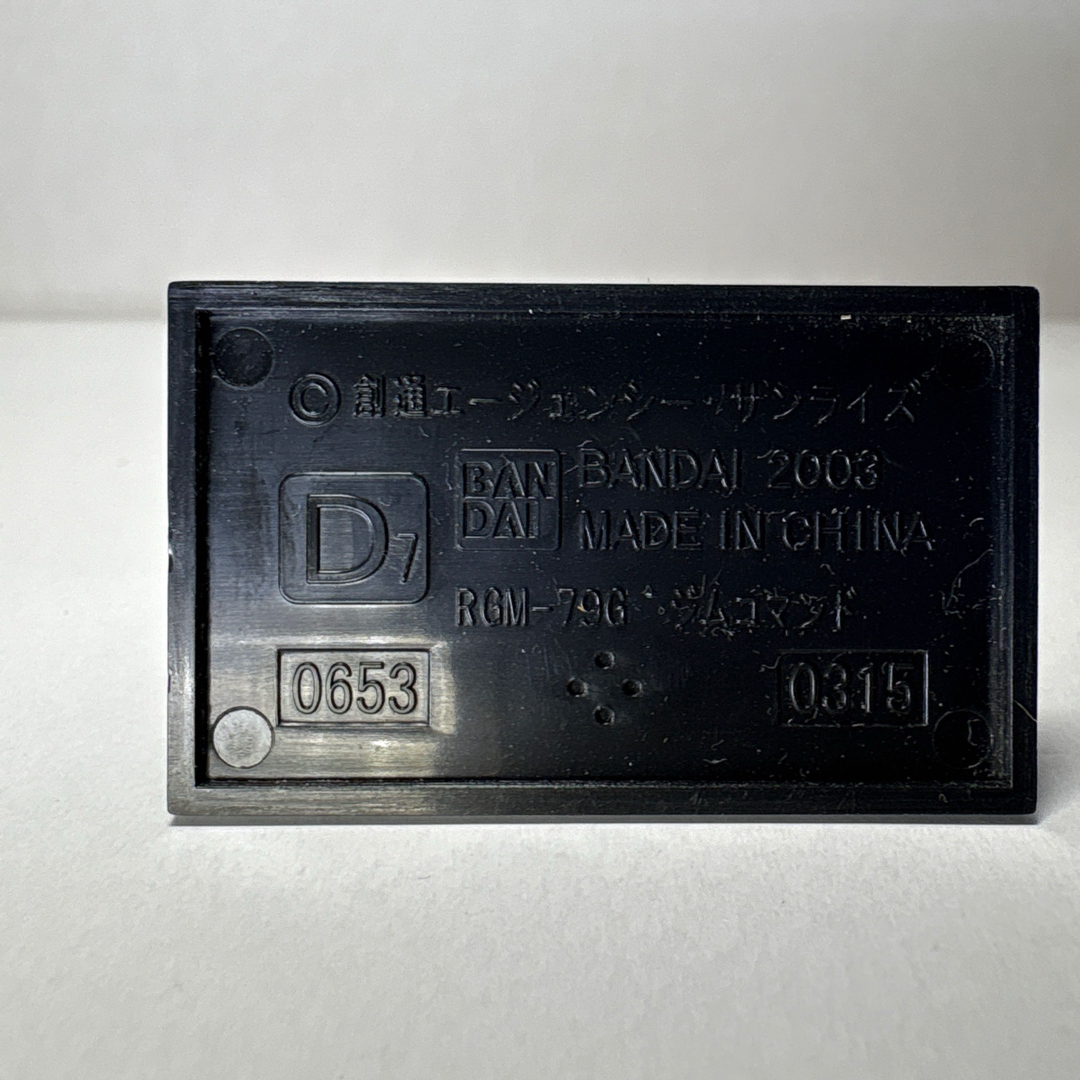 © 創通エージェンシー・サンライズ
D7
BAN
DAI
BANDAI 2003
MADE IN CHINA
RGM-79G ジムコマンド
0653
0315